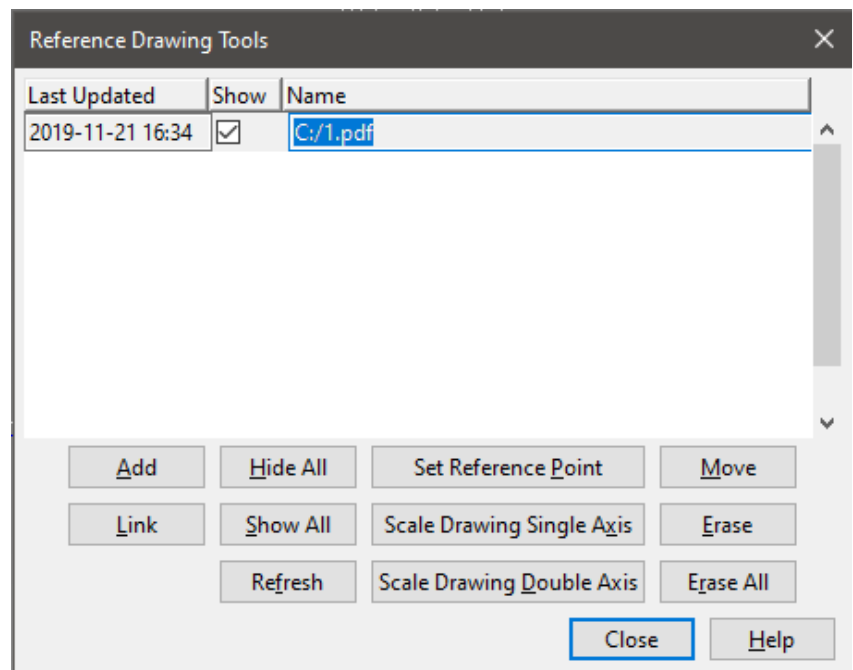 Reference Drawing Tools
Last Updated Show Name
2019-11-21 16:34 C:/1.pdf
Add Hide All Set Reference Point Move
Link Show All Scale Drawing Single Axis Erase
Refresh Scale Drawing Double Axis Erase All
Close Help